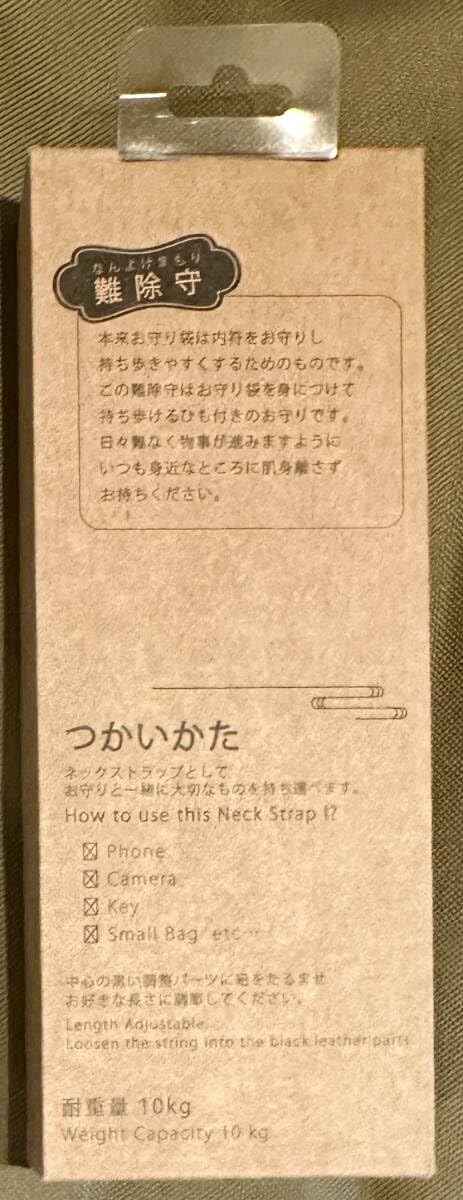 なんよけまもり
難除守
本来お守り袋は内符をお守りし
持ち歩きやすくするためのものです。
この難除守はお守り袋を身につけて
持ち歩けるひも付きのお守りです。
日々難なく物事が進みますように
いつも身近なところに肌身離さず
お持ちください。
つかいかた
ネックストラップとして
お守りと一緒に大切なものを持ち運べます。
How to use this Neck Strap !?
☒ Phone
☒ Camera
☒ Key
☒ Small Bag etc…
中心の黒い調整パーツに紐をたるませ
お好きな長さに調節してください。
Length Adjustable.
Loosen the string into the black leather parts
耐重量 10kg
Weight Capacity 10 kg